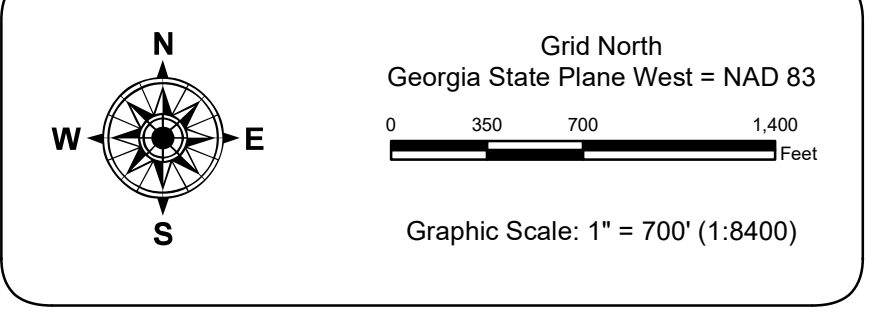 N
W E
S
Grid North
Georgia State Plane West = NAD 83
0 350 700 1,400
Feet
Graphic Scale: 1" = 700' (1:8400)